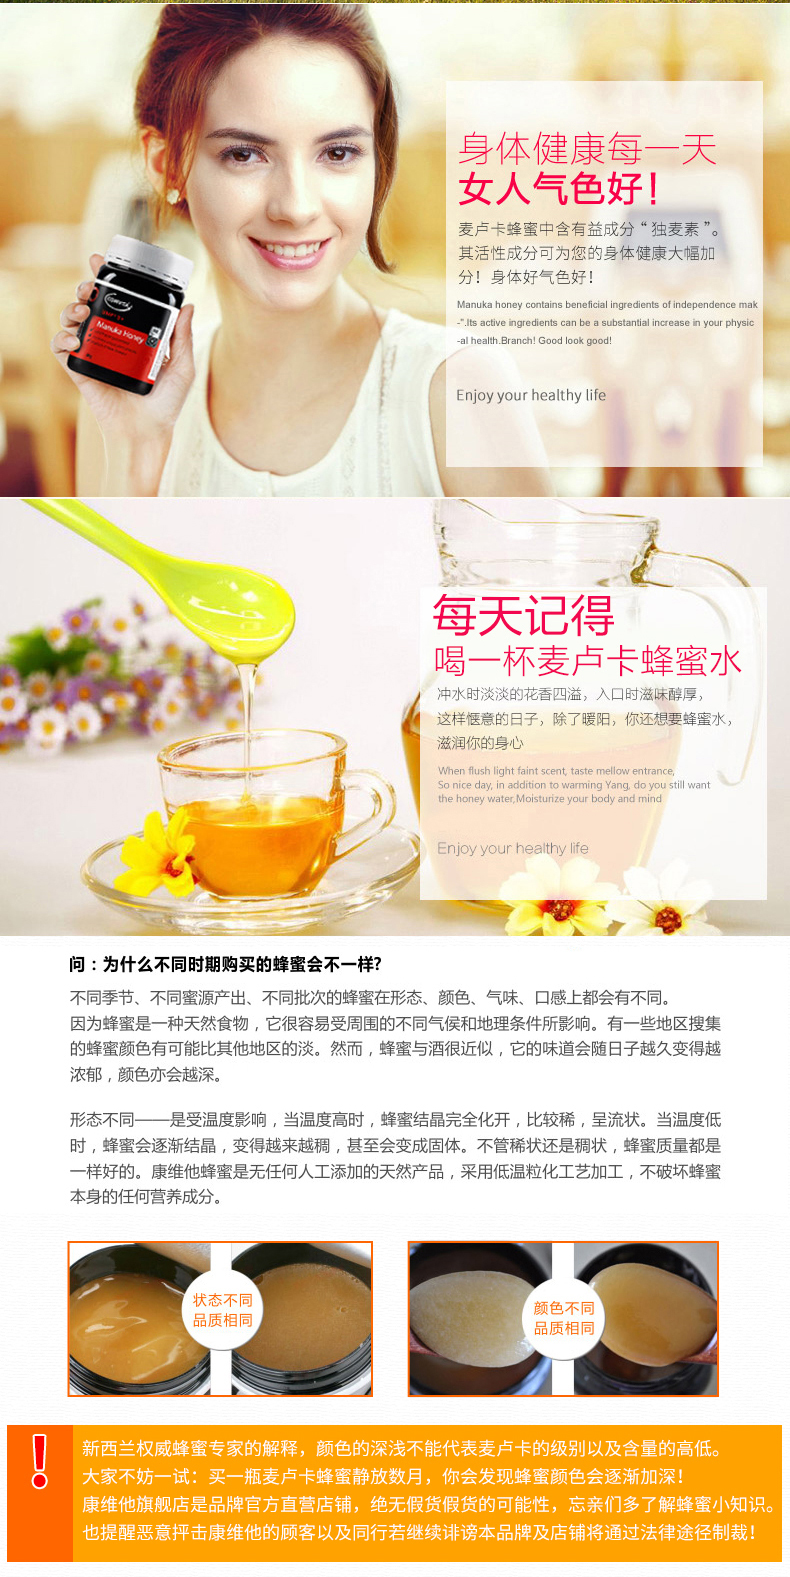 COMVITA
Manuka Honey
身体健康每一天
女人气色好！
麦卢卡蜂蜜中含有益成分“独麦素”。
其活性成分可为您的身体健康大幅加
分！身体好气色好！
Manuka honey contains beneficial ingredients of independence mak
-".Its active ingredients can be a substantial increase in your physic
-al health.Branch! Good look good!
Enjoy your healthy life
每天记得
喝一杯麦卢卡蜂蜜水
冲水时淡淡的花香四溢，入口时滋味醇厚，
这样惬意的日子，除了暖阳，你还想要蜂蜜水，
滋润你的身心
When flush light faint scent, taste mellow entrance,
So nice day, in addition to warming Yang, do you still want
the honey water,Moisturize your body and mind
Enjoy your healthy life
问：为什么不同时期购买的蜂蜜会不一样?
不同季节、不同蜜源产出、不同批次的蜂蜜在形态、颜色、气味、口感上都会有不同。
因为蜂蜜是一种天然食物，它很容易受周围的不同气侯和地理条件所影响。有一些地区搜集
的蜂蜜颜色有可能比其他地区的淡。然而，蜂蜜与酒很近似，它的味道会随日子越久变得越
浓郁，颜色亦会越深。
形态不同——是受温度影响，当温度高时，蜂蜜结晶完全化开，比较稀，呈流状。当温度低
时，蜂蜜会逐渐结晶，变得越来越稠，甚至会变成固体。不管稀状还是稠状，蜂蜜质量都是
一样好的。康维他蜂蜜是无任何人工添加的天然产品，采用低温粒化工艺加工，不破坏蜂蜜
本身的任何营养成分。
状态不同
品质相同
颜色不同
品质相同
新西兰权威蜂蜜专家的解释，颜色的深浅不能代表麦卢卡的级别以及含量的高低。
大家不妨一试：买一瓶麦卢卡蜂蜜静放数月，你会发现蜂蜜颜色会逐渐加深！
康维他旗舰店是品牌官方直营店铺，绝无假货假货的可能性，忘亲们多了解蜂蜜小知识。
也提醒恶意抨击康维他的顾客以及同行若继续诽谤本品牌及店铺将通过法律途径制裁！